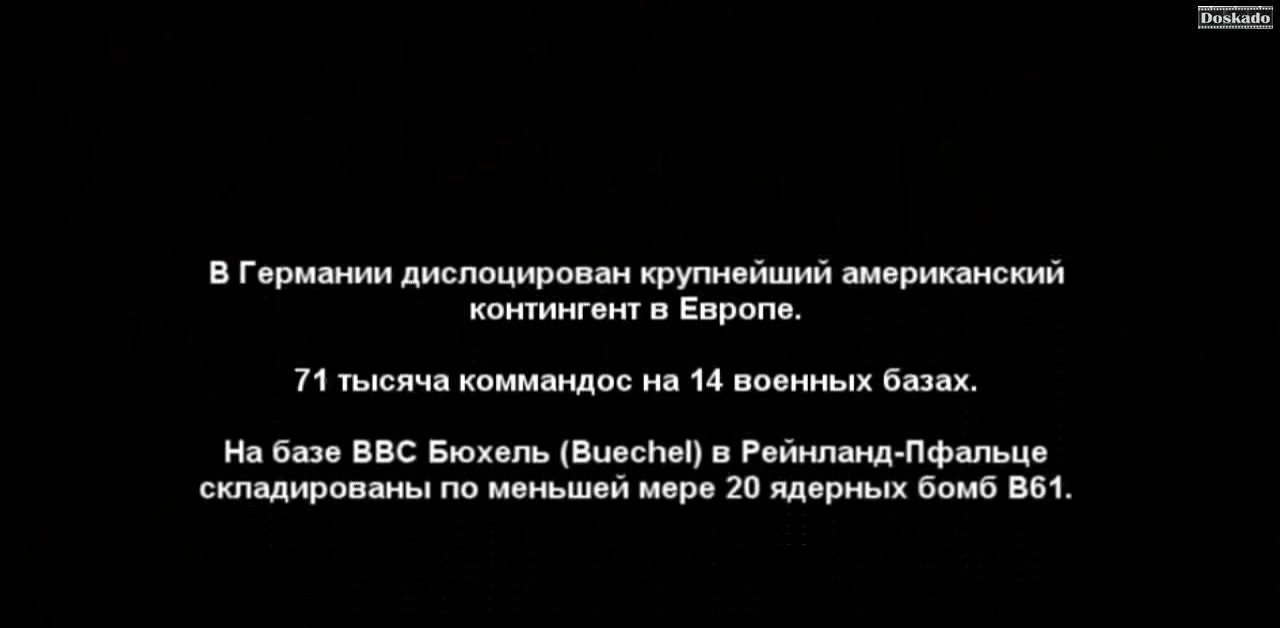 Doskado
В Германии дислоцирован крупнейший американский
контингент в Европе.
71 тысяча коммандос на 14 военных базах.
На базе ВВС Бюхель (Buechel) в Рейнланд-Пфальце
складированы по меньшей мере 20 ядерных бомб B61.